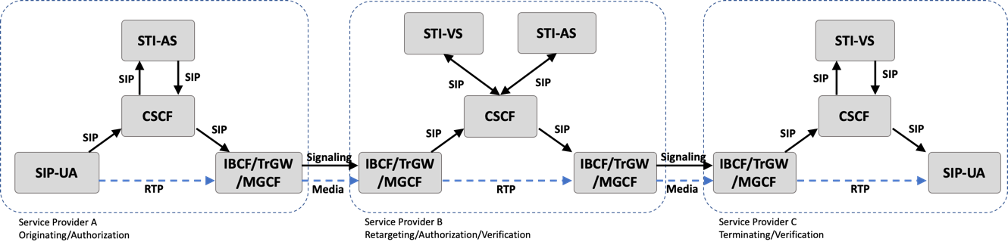 STI-AS
SIP
SIP
CSCF
SIP
SIP
SIP-UA
RTP
IBCF/TrGW
/MGCF
Signaling
Media
Service Provider A
Originating/Authorization
STI-VS
STI-AS
SIP
SIP
CSCF
SIP
SIP
IBCF/TrGW
/MGCF
RTP
IBCF/TrGW
/MGCF
Signaling
Media
Service Provider B
Retargeting/Authorization/Verification
STI-VS
SIP
SIP
CSCF
SIP
SIP
IBCF/TrGW
/MGCF
RTP
SIP-UA
Service Provider C
Terminating/Verification